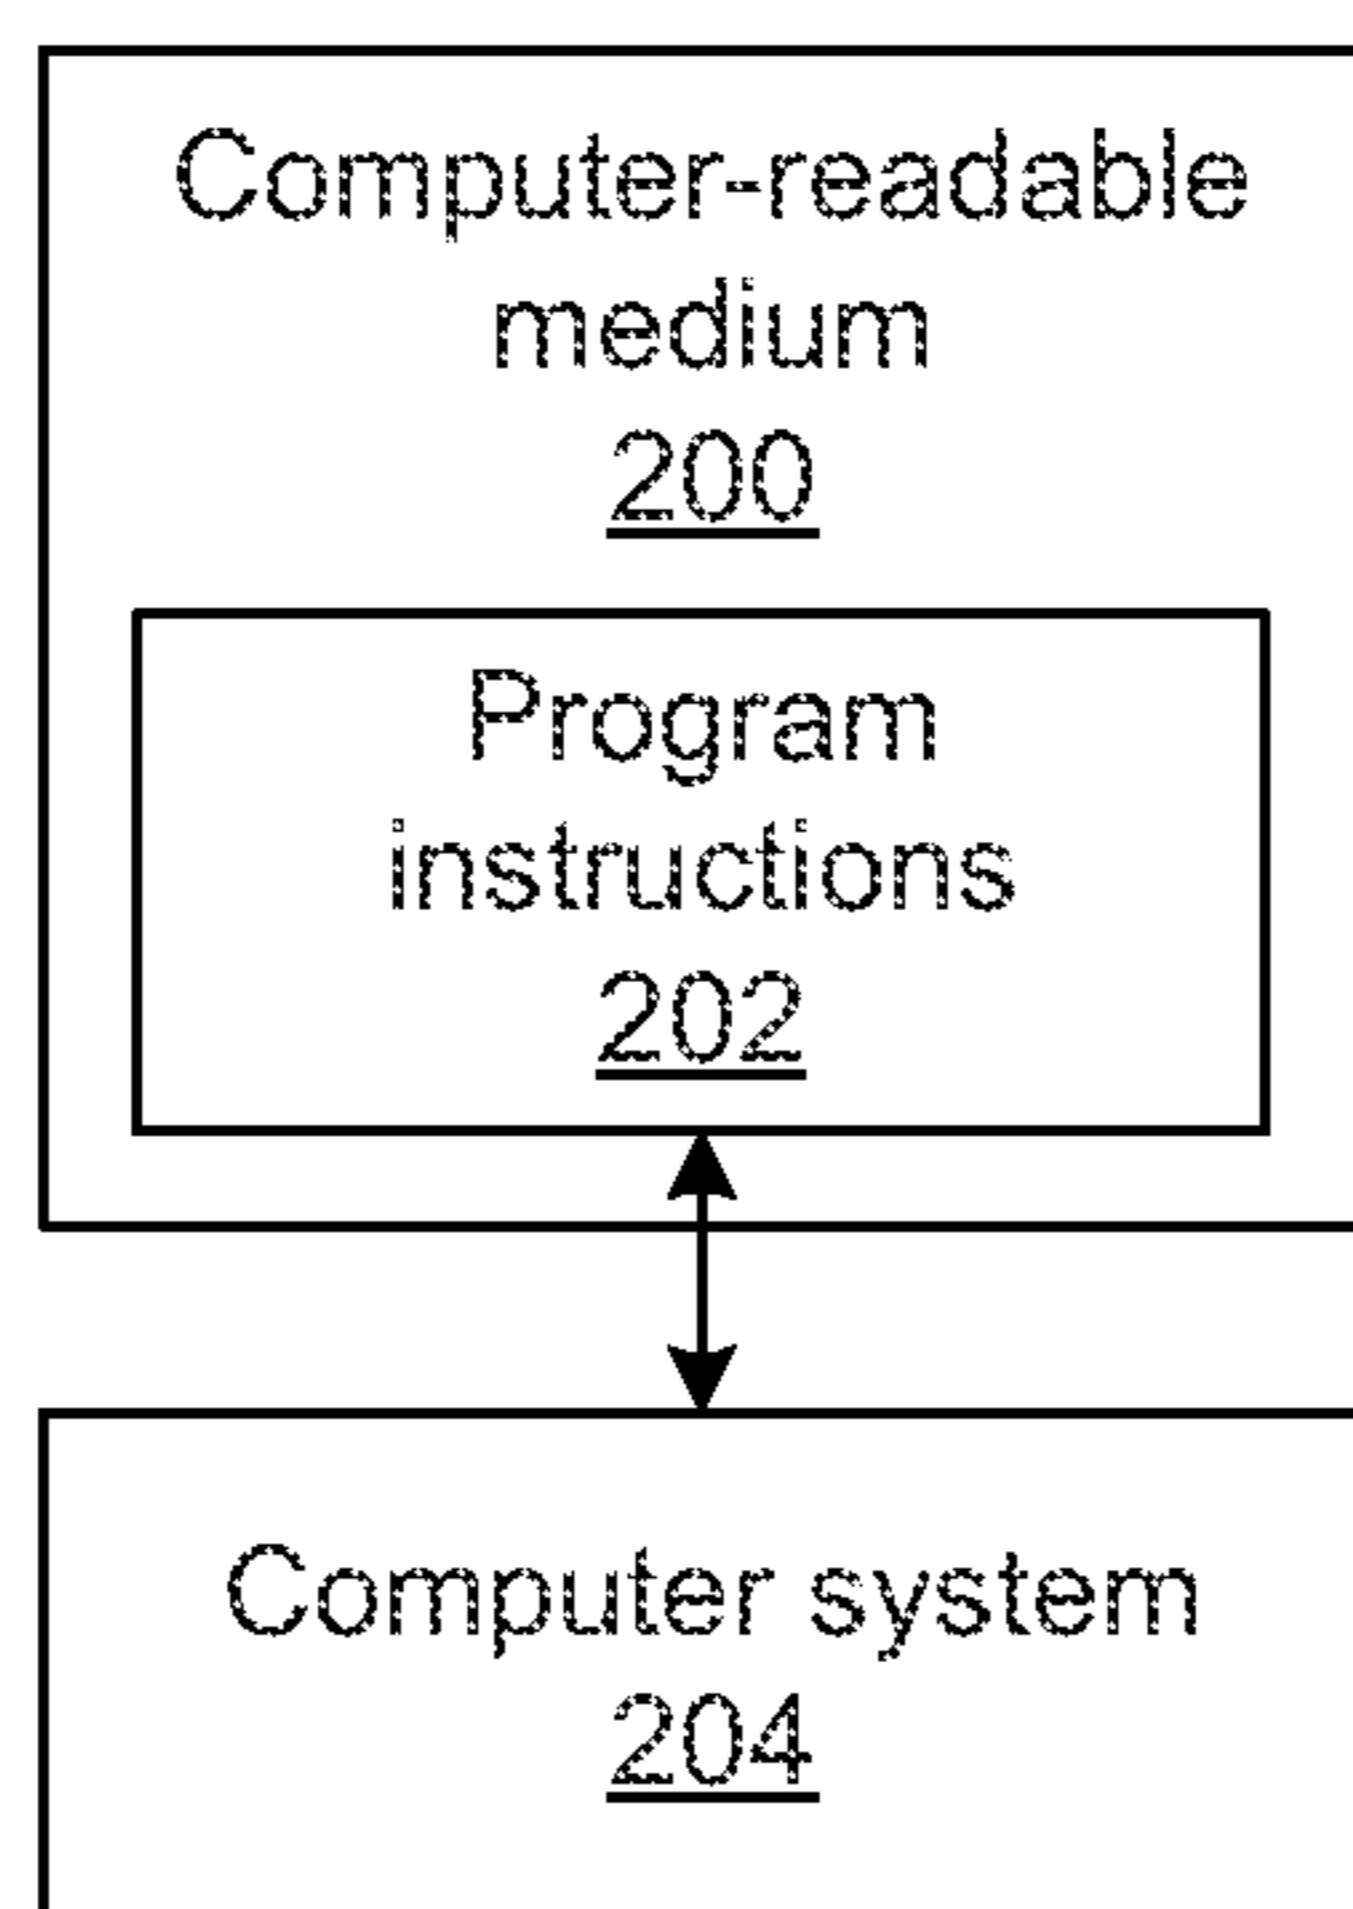 Computer-readable
medium
200
Program
instructions
202
Computer system
204